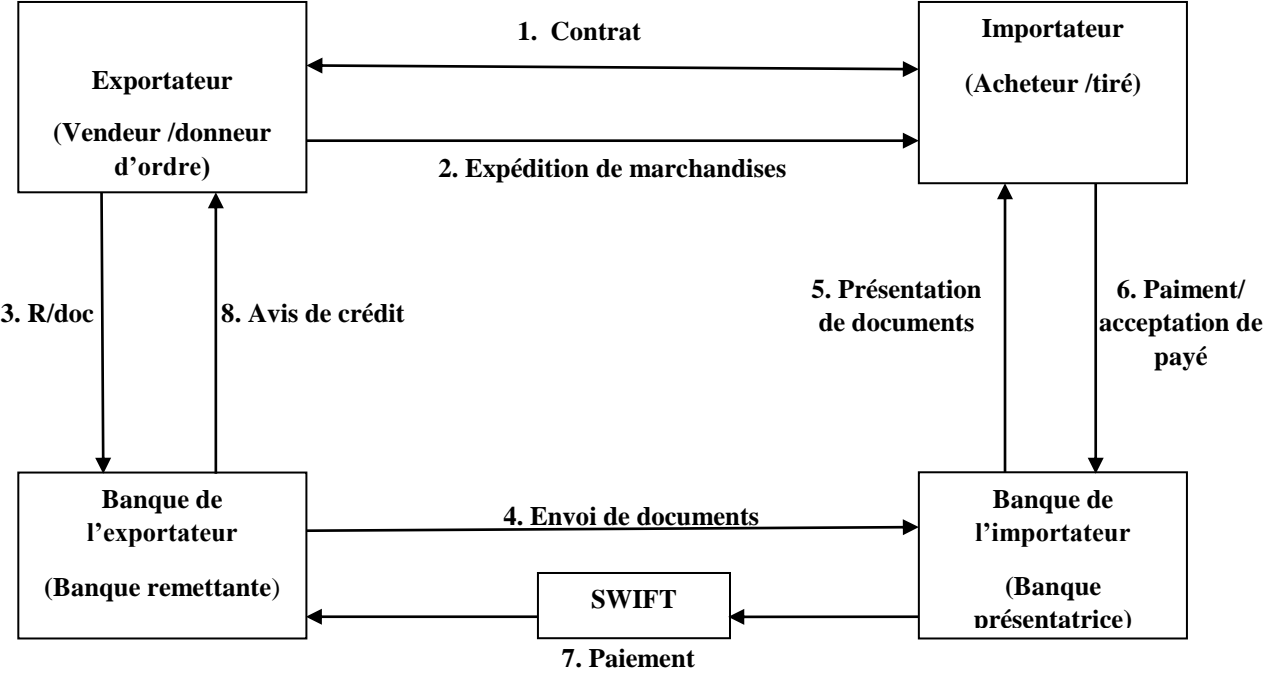 1. Contrat
Exportateur
(Vendeur /donneur
d'ordre)
Importateur
(Acheteur /tiré)
2. Expédition de marchandises
3. R/doc
8. Avis de crédit
5. Présentation
de documents
6. Paiment/
acceptation de
payé
Banque de
l'exportateur
(Banque remettante)
4. Envoi de documents
Banque de
l'importateur
(Banque
présentatrice)
SWIFT
7. Paiement